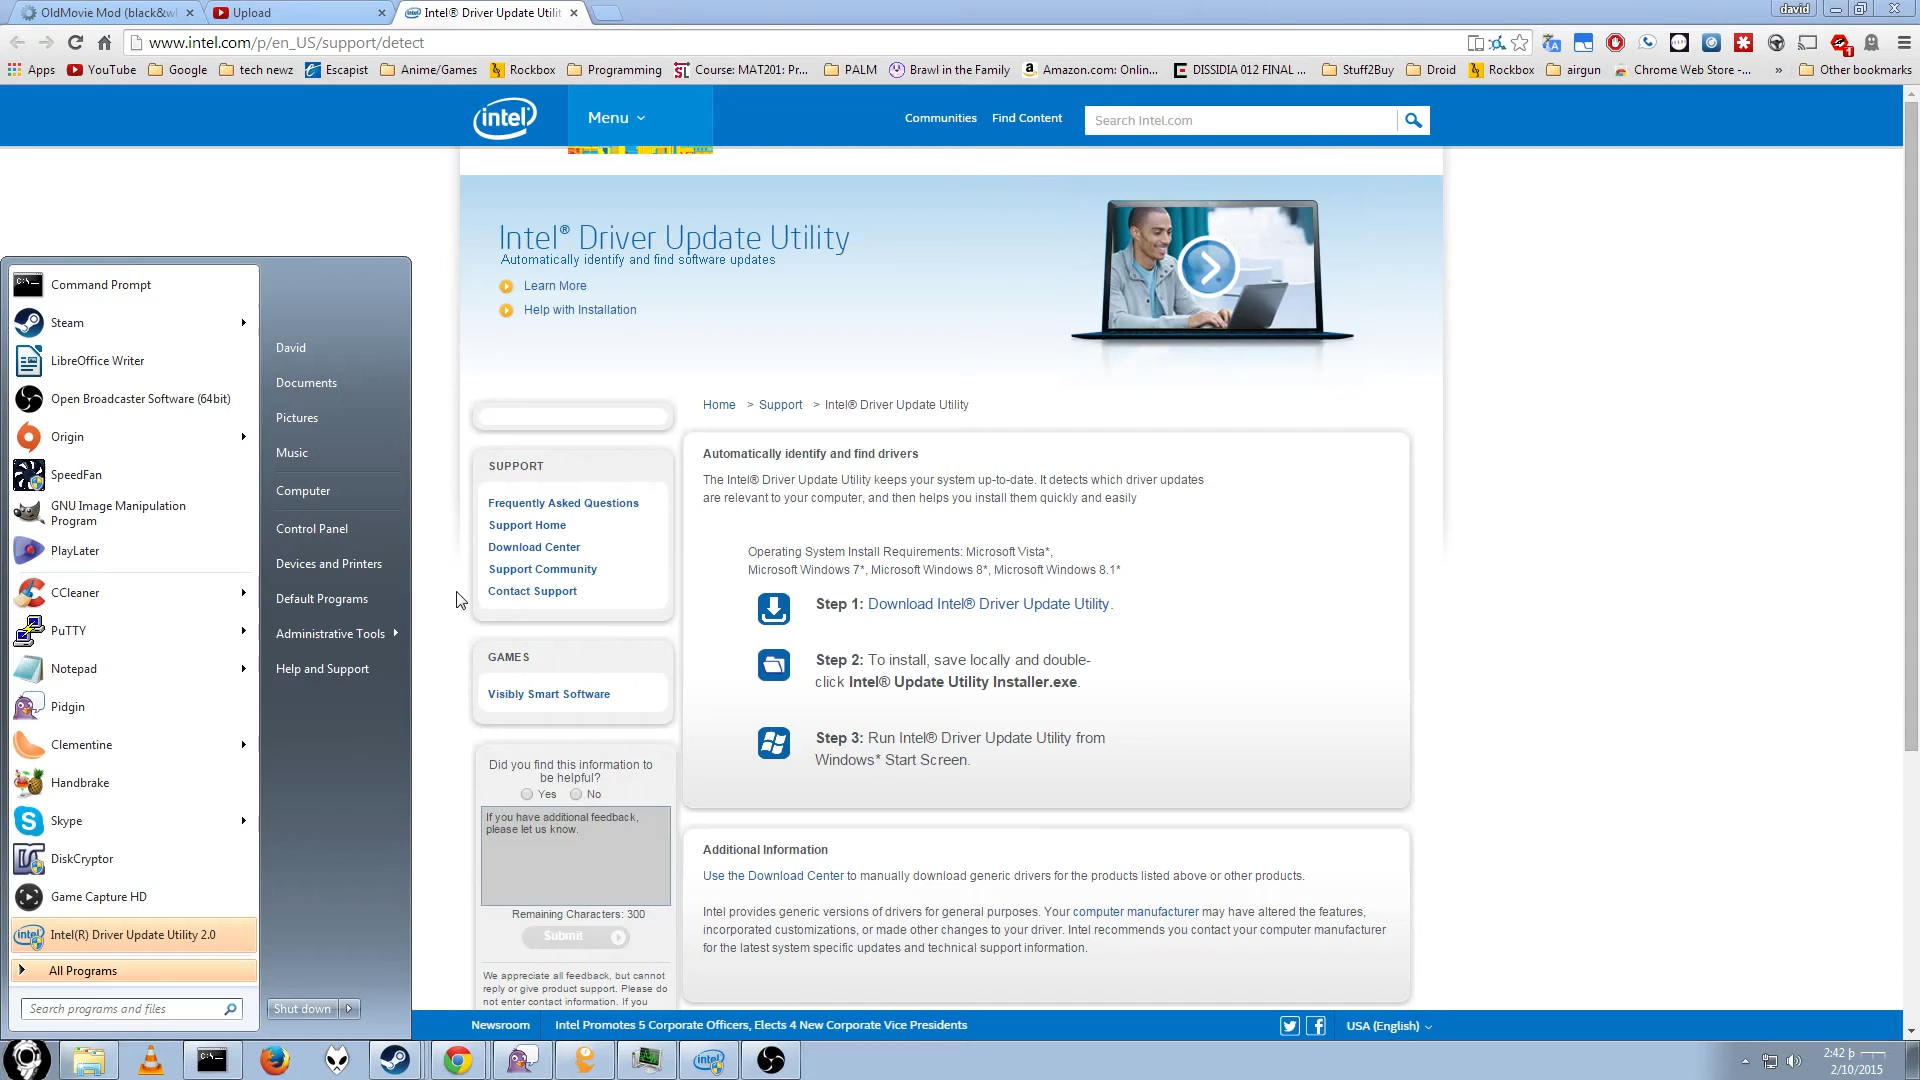 OldMovie Mod (black&wl
Upload
Intel® Driver Update Utilit
david
www.intel.com/p/en_US/support/detect
Apps
YouTube
Google
tech newz
Escapist
Anime/Games
Rockbox
Programming
Course: MAT201: Pr...
PALM
Brawl in the Family
Amazon.com: Onlin...
DISSIDIA 012 FINAL ...
Stuff2Buy
Droid
Rockbox
airgun
Chrome Web Store -...
»
Other bookmarks
intel
Menu
Communities
Find Content
Search Intel.com
Intel® Driver Update Utility
Automatically identify and find software updates
Learn More
Help with Installation
Home > Support > Intel® Driver Update Utility
SUPPORT
Frequently Asked Questions
Support Home
Download Center
Support Community
Contact Support
GAMES
Visibly Smart Software
Did you find this information to
be helpful?
Yes No
If you have additional feedback,
please let us know.
Remaining Characters: 300
Submit
We appreciate all feedback, but cannot
reply or give product support. Please do
not enter contact information. If you
Automatically identify and find drivers
The Intel® Driver Update Utility keeps your system up-to-date. It detects which driver updates
are relevant to your computer, and then helps you install them quickly and easily
Operating System Install Requirements: Microsoft Vista*,
Microsoft Windows 7*, Microsoft Windows 8*, Microsoft Windows 8.1*
Step 1: Download Intel® Driver Update Utility.
Step 2: To install, save locally and double-
click Intel® Update Utility Installer.exe.
Step 3: Run Intel® Driver Update Utility from
Windows* Start Screen.
Additional Information
Use the Download Center to manually download generic drivers for the products listed above or other products.
Intel provides generic versions of drivers for general purposes. Your computer manufacturer may have altered the features,
incorporated customizations, or made other changes to your driver. Intel recommends you contact your computer manufacturer
for the latest system specific updates and technical support information.
Newsroom
Intel Promotes 5 Corporate Officers, Elects 4 New Corporate Vice Presidents
USA (English)
Command Prompt
Steam
LibreOffice Writer
Open Broadcaster Software (64bit)
Origin
SpeedFan
GNU Image Manipulation
Program
PlayLater
CCleaner
PuTTY
Notepad
Pidgin
Clementine
Handbrake
Skype
DiskCryptor
Game Capture HD
Intel(R) Driver Update Utility 2.0
All Programs
Search programs and files
David
Documents
Pictures
Music
Computer
Control Panel
Devices and Printers
Default Programs
Administrative Tools
Help and Support
Shut down
1
2:42 
2/10/2015